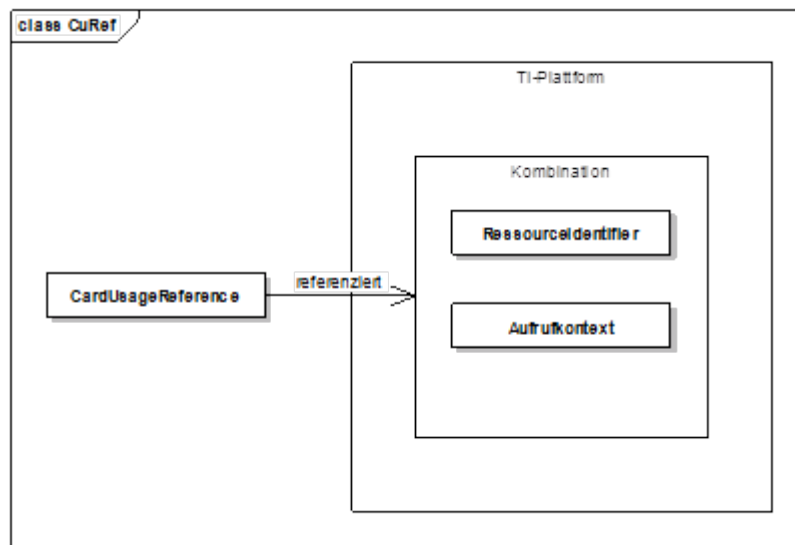 class CuRef
TI-Plattform
Kombination
RessourceIdentifier
referenziert
CardUsageReference
Aufrufkontext